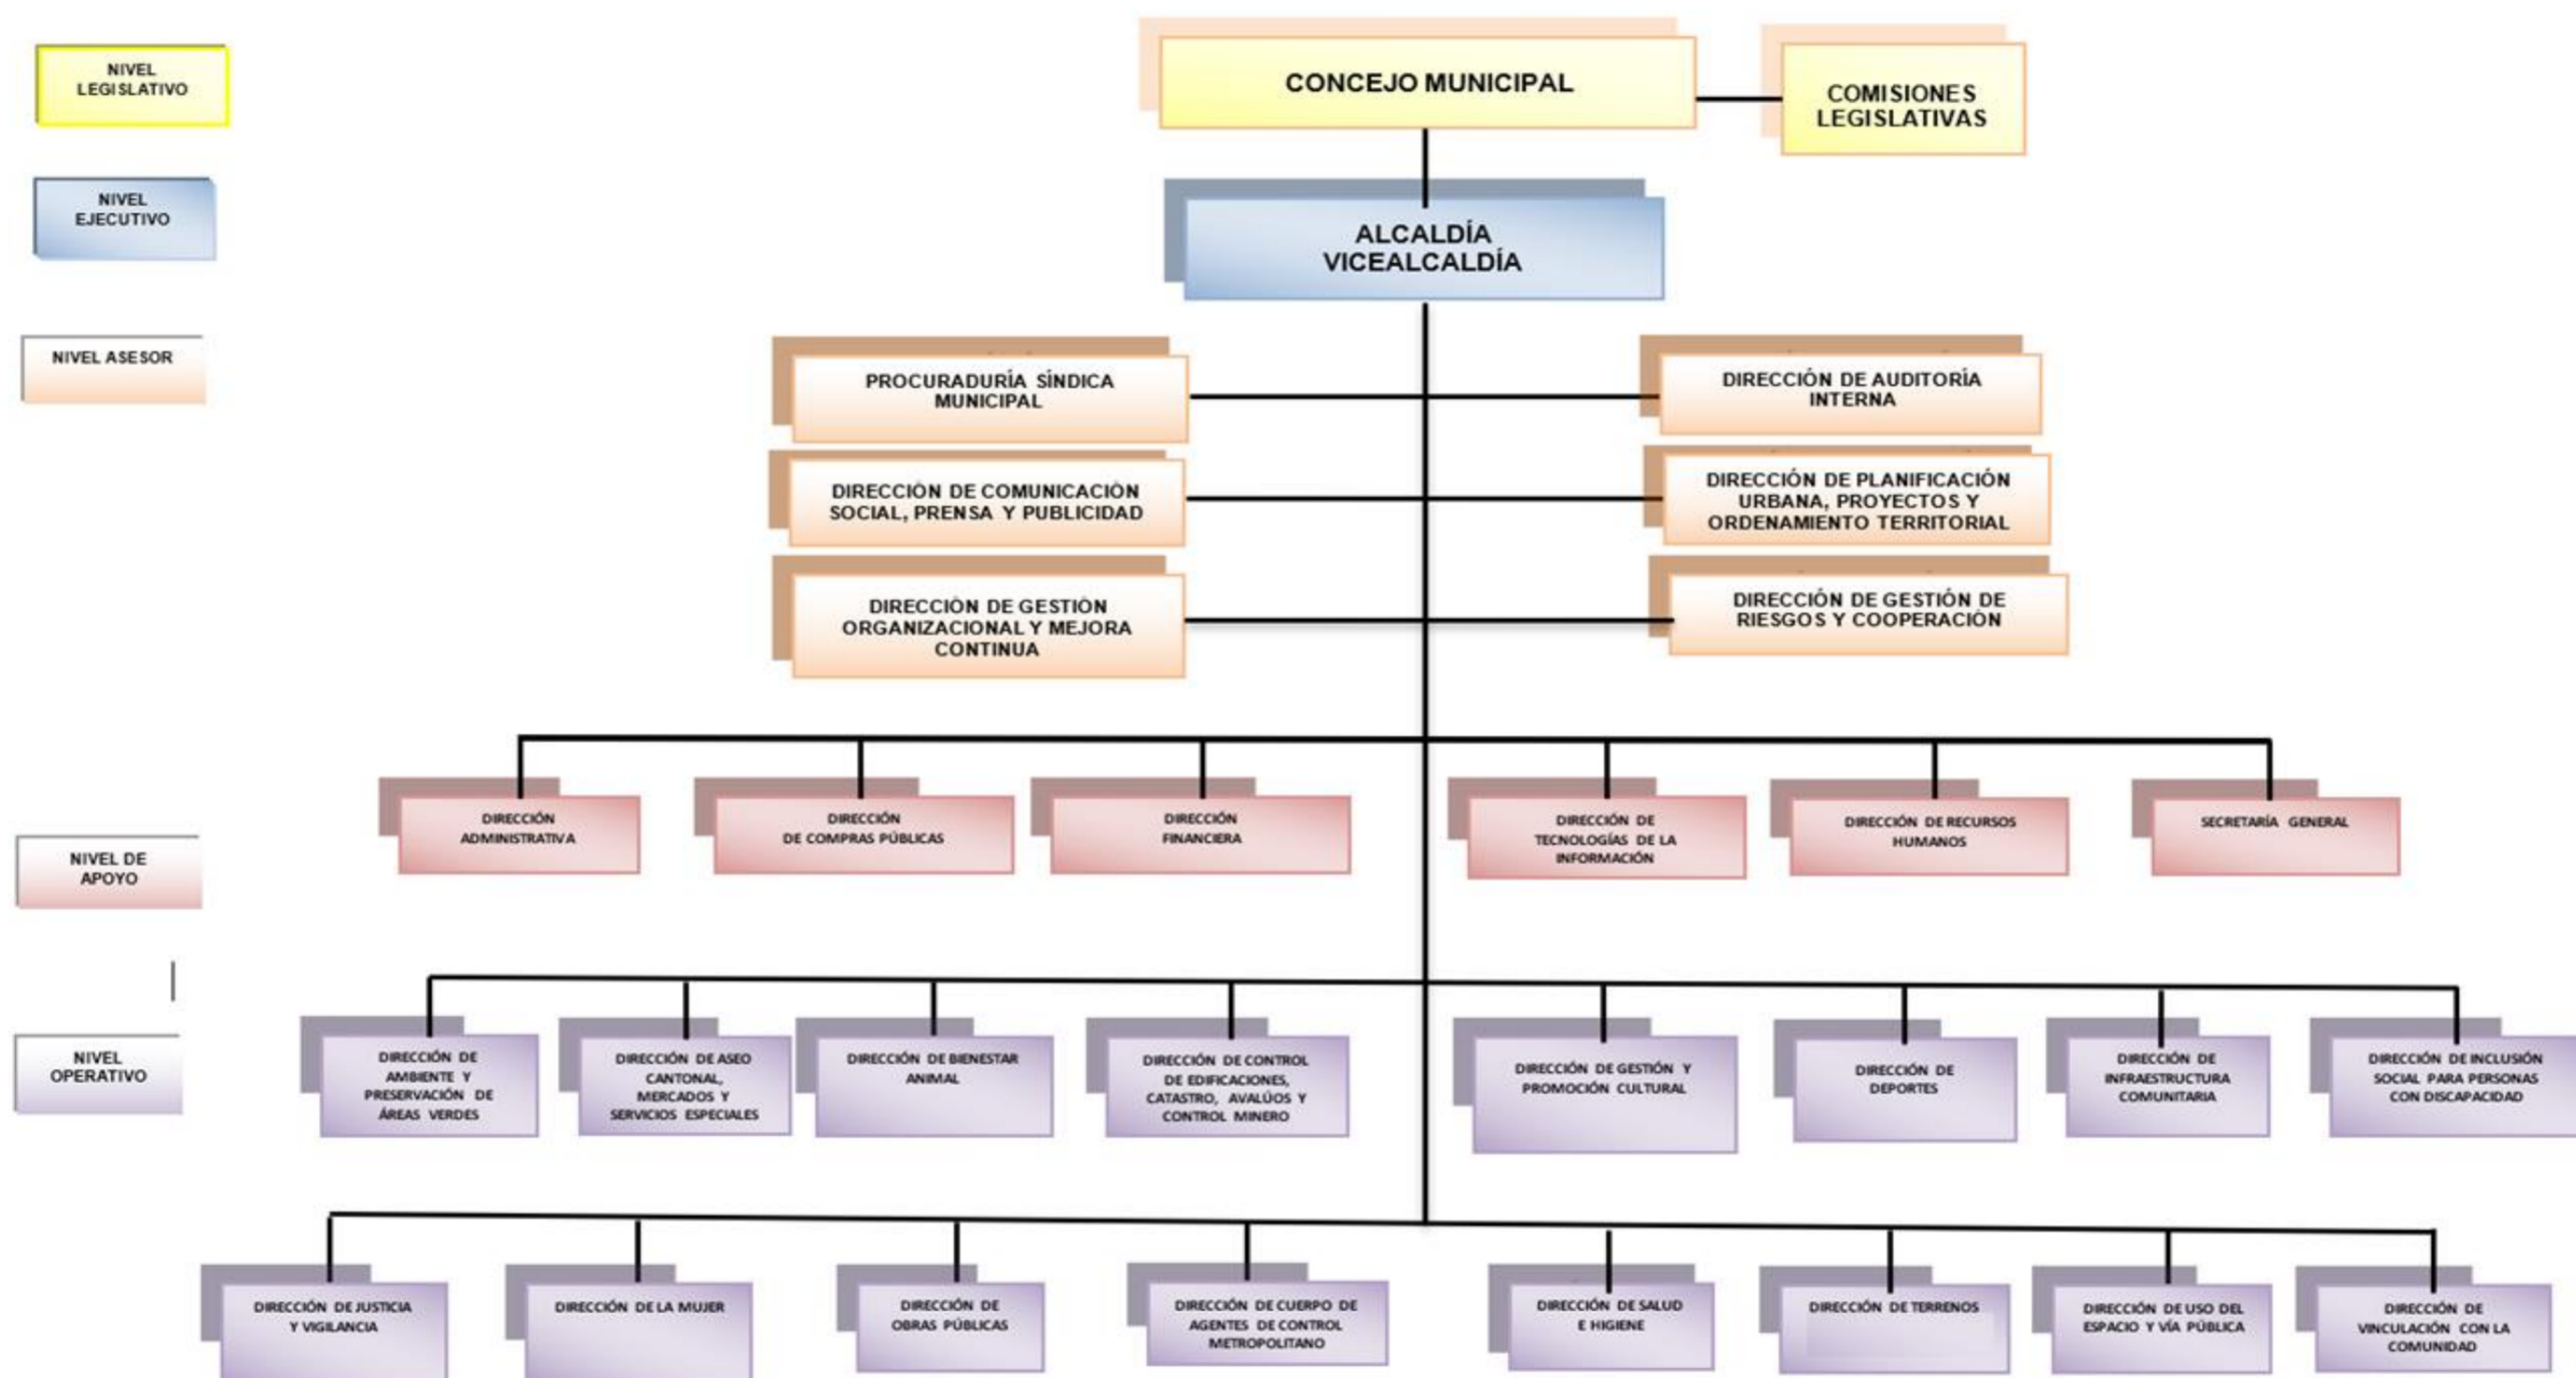 NIVEL
LEGISLATIVO
CONCEJO MUNICIPAL
COMISIONES
LEGISLATIVAS
NIVEL
EJECUTIVO
ALCALDÍA
VICEALCALDÍA
NIVEL ASESOR
PROCURADURÍA SÍNDICA
MUNICIPAL
DIRECCIÓN DE AUDITORÍA
INTERNA
DIRECCIÓN DE COMUNICACIÓN
SOCIAL, PRENSA Y PUBLICIDAD
DIRECCIÓN DE PLANIFICACIÓN
URBANA, PROYECTOS Y
ORDENAMIENTO TERRITORIAL
DIRECCIÓN DE GESTIÓN
ORGANIZACIONAL Y MEJORA
CONTINUA
DIRECCIÓN DE GESTIÓN DE
RIESGOS Y COOPERACIÓN
NIVEL DE
APOYO
DIRECCIÓN
ADMINISTRATIVA
DIRECCIÓN
DE COMPRAS PÚBLICAS
DIRECCIÓN
FINANCIERA
DIRECCIÓN DE
TECNOLOGÍAS DE LA
INFORMACIÓN
DIRECCIÓN DE RECURSOS
HUMANOS
SECRETARÍA GENERAL
NIVEL
OPERATIVO
DIRECCIÓN DE
AMBIENTE Y
PRESERVACIÓN DE
ÁREAS VERDES
DIRECCIÓN DE ASEO
CANTONAL,
MERCADOS Y
SERVICIOS ESPECIALES
DIRECCIÓN DE BIENESTAR
ANIMAL
DIRECCIÓN DE CONTROL
DE EDIFICACIONES,
CATASTRO, AVALÚOS Y
CONTROL MINERO
DIRECCIÓN DE GESTIÓN Y
PROMOCIÓN CULTURAL
DIRECCIÓN DE
DEPORTES
DIRECCIÓN DE
INFRAESTRUCTURA
COMUNITARIA
DIRECCIÓN DE INCLUSIÓN
SOCIAL PARA PERSONAS
CON DISCAPACIDAD
DIRECCIÓN DE JUSTICIA
Y VIGILANCIA
DIRECCIÓN DE LA MUJER
DIRECCIÓN DE
OBRAS PÚBLICAS
DIRECCIÓN DE CUERPO DE
AGENTES DE CONTROL
METROPOLITANO
DIRECCIÓN DE SALUD
E HIGIENE
DIRECCIÓN DE TERRENOS
DIRECCIÓN DE USO DEL
ESPACIO Y VÍA PÚBLICA
DIRECCIÓN DE
VINCULACIÓN CON LA
COMUNIDAD